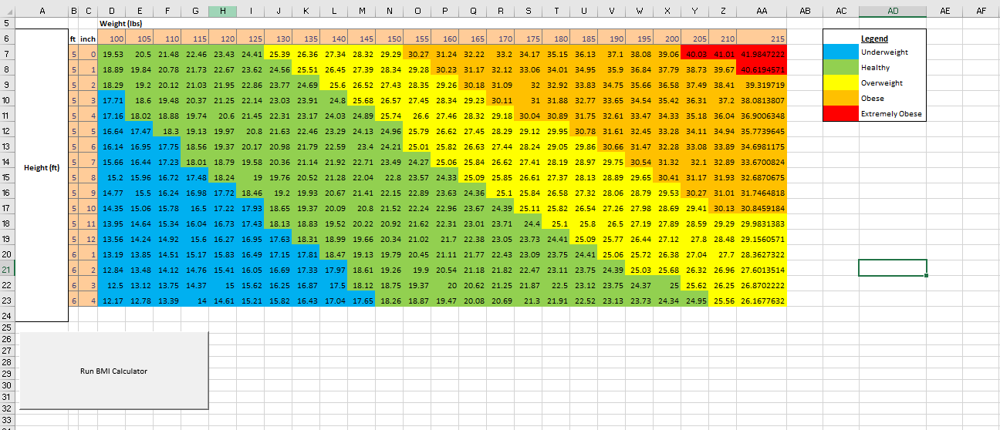 A B C D E F G H I J K L M N O P Q R S T U V W X Y Z AA AB AC AD AE AF
5 Weight (lbs)
6 ft inch 100 105 110 115 120 125 130 135 140 145 150 155 160 165 170 175 180 185 190 195 200 205 210 215 Legend
7 5 0 19.53 20.5 21.48 22.46 23.43 24.41 25.39 26.36 27.34 28.32 29.29 30.27 31.24 32.22 33.2 34.17 35.15 36.13 37.1 38.08 39.06 40.03 41.01 41.9847222 Underweight
8 5 1 18.89 19.84 20.78 21.73 22.67 23.62 24.56 25.51 26.45 27.39 28.34 29.28 30.23 31.17 32.12 33.06 34.01 34.95 35.9 36.84 37.79 38.73 39.67 40.6194571 Healthy
9 5 2 18.29 19.2 20.12 21.03 21.95 22.86 23.77 24.69 25.6 26.52 27.43 28.35 29.26 30.18 31.09 32 32.92 33.83 34.75 35.66 36.58 37.49 38.41 39.319719 Overweight
10 5 3 17.71 18.6 19.48 20.37 21.25 22.14 23.03 23.91 24.8 25.68 26.57 27.45 28.34 29.23 30.11 31 31.88 32.77 33.65 34.54 35.42 36.31 37.2 38.0813807 Obese
11 5 4 17.16 18.02 18.88 19.74 20.6 21.45 22.31 23.17 24.03 24.89 25.74 26.6 27.46 28.32 29.18 30.04 30.89 31.75 32.61 33.47 34.33 35.18 36.04 36.9006348 Extremely Obese
12 5 5 16.64 17.47 18.3 19.13 19.97 20.8 21.63 22.46 23.29 24.13 24.96 25.79 26.62 27.45 28.29 29.12 29.95 30.78 31.61 32.45 33.28 34.11 34.94 35.7739645
13 5 6 16.14 16.95 17.75 18.56 19.37 20.17 20.98 21.79 22.59 23.4 24.21 25.01 25.82 26.63 27.44 28.24 29.05 29.86 30.66 31.47 32.28 33.08 33.89 34.6981175
14 Height (ft) 5 7 15.66 16.44 17.23 18.01 18.79 19.58 20.36 21.14 21.92 22.71 23.49 24.27 25.06 25.84 26.62 27.41 28.19 28.97 29.75 30.54 31.32 32.1 32.89 33.6700824
15 5 8 15.2 15.96 16.72 17.48 18.24 19 19.76 20.52 21.28 22.04 22.8 23.57 24.33 25.09 25.85 26.61 27.37 28.13 28.89 29.65 30.41 31.17 31.93 32.6870675
16 5 9 14.77 15.5 16.24 16.98 17.72 18.46 19.2 19.93 20.67 21.41 22.15 22.89 23.63 24.36 25.1 25.84 26.58 27.32 28.06 28.79 29.53 30.27 31.01 31.7464818
17 5 10 14.35 15.06 15.78 16.5 17.22 17.93 18.65 19.37 20.09 20.8 21.52 22.24 22.96 23.67 24.39 25.11 25.82 26.54 27.26 27.98 28.69 29.41 30.13 30.8459184
18 5 11 13.95 14.64 15.34 16.04 16.73 17.43 18.13 18.83 19.52 20.22 20.92 21.62 22.31 23.01 23.71 24.4 25.1 25.8 26.5 27.19 27.89 28.59 29.29 29.9831383
19 5 12 13.56 14.24 14.92 15.6 16.27 16.95 17.63 18.31 18.99 19.66 20.34 21.02 21.7 22.38 23.05 23.73 24.41 25.09 25.77 26.44 27.12 27.8 28.48 29.1560571
20 6 1 13.19 13.85 14.51 15.17 15.83 16.49 17.15 17.81 18.47 19.13 19.79 20.45 21.11 21.77 22.43 23.09 23.75 24.41 25.06 25.72 26.38 27.04 27.7 28.3627322
21 6 2 12.84 13.48 14.12 14.76 15.41 16.05 16.69 17.33 17.97 18.61 19.26 19.9 20.54 21.18 21.82 22.47 23.11 23.75 24.39 25.03 25.68 26.32 26.96 27.6013514
22 6 3 12.5 13.12 13.75 14.37 15 15.62 16.25 16.87 17.5 18.12 18.75 19.37 20 20.62 21.25 21.87 22.5 23.12 23.75 24.37 25 25.62 26.25 26.8702222
23 6 4 12.17 12.78 13.39 14 14.61 15.21 15.82 16.43 17.04 17.65 18.26 18.87 19.47 20.08 20.69 21.3 21.91 22.52 23.13 23.73 24.34 24.95 25.56 26.1677632
24
25
26
27
28
29 Run BMI Calculator
30
31
32
33